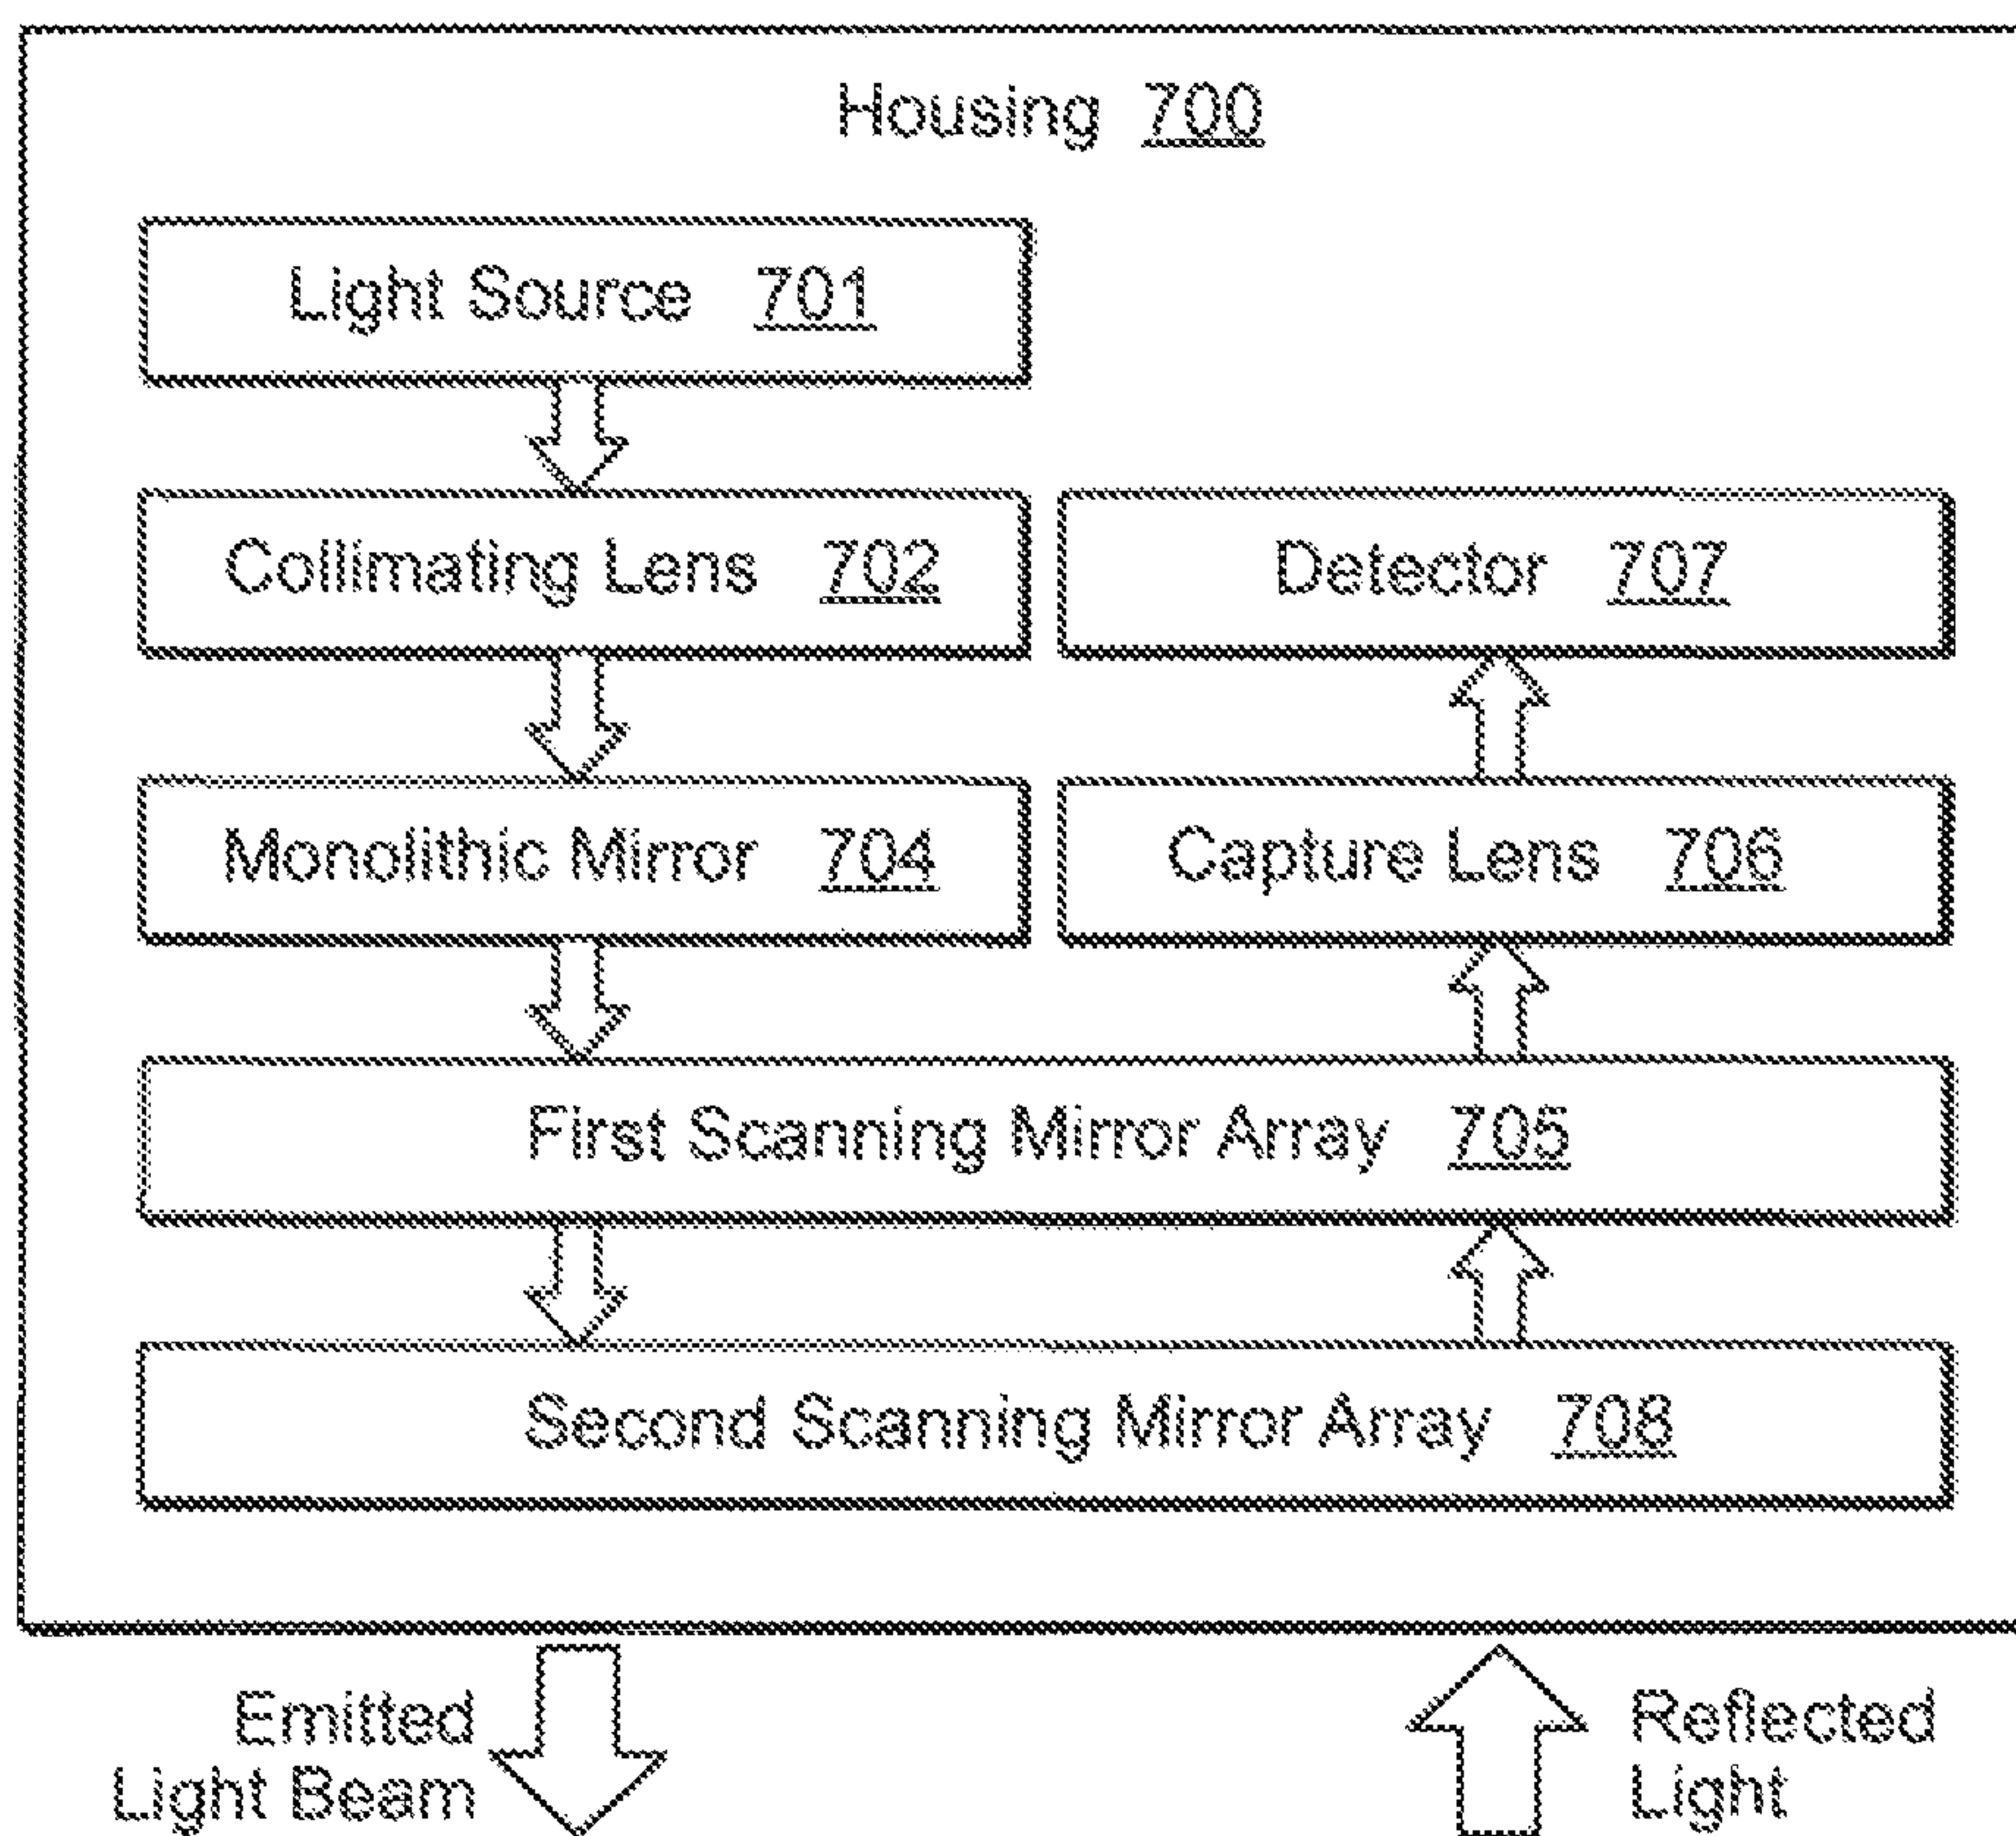 Housing 700
Light Source 701
Collimating Lens 702
Detector 707
Monolithic Mirror 704
Capture Lens 706
First Scanning Mirror Array 705
Second Scanning Mirror Array 708
Emitted
Light Beam
Reflected
Light